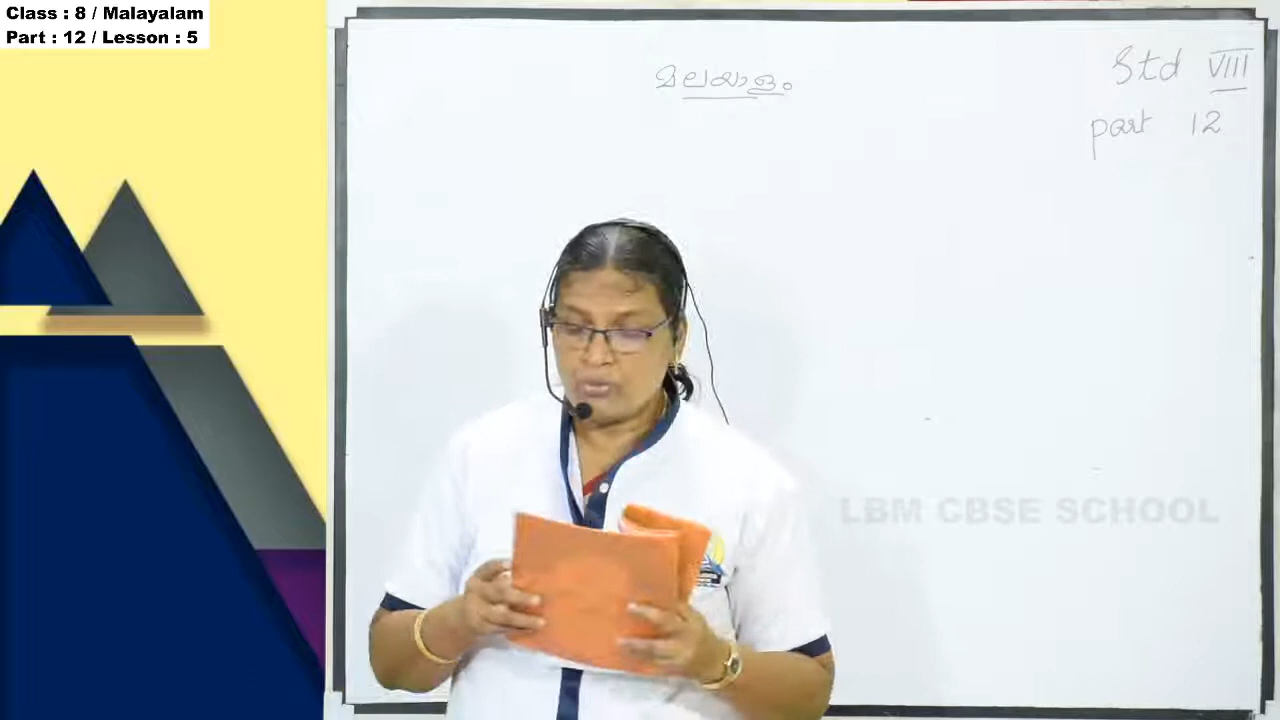 Class : 8 / Malayalam
Part : 12 / Lesson : 5
മലയാളം
Std VIII
part 12
LBM CBSE SCHOOL